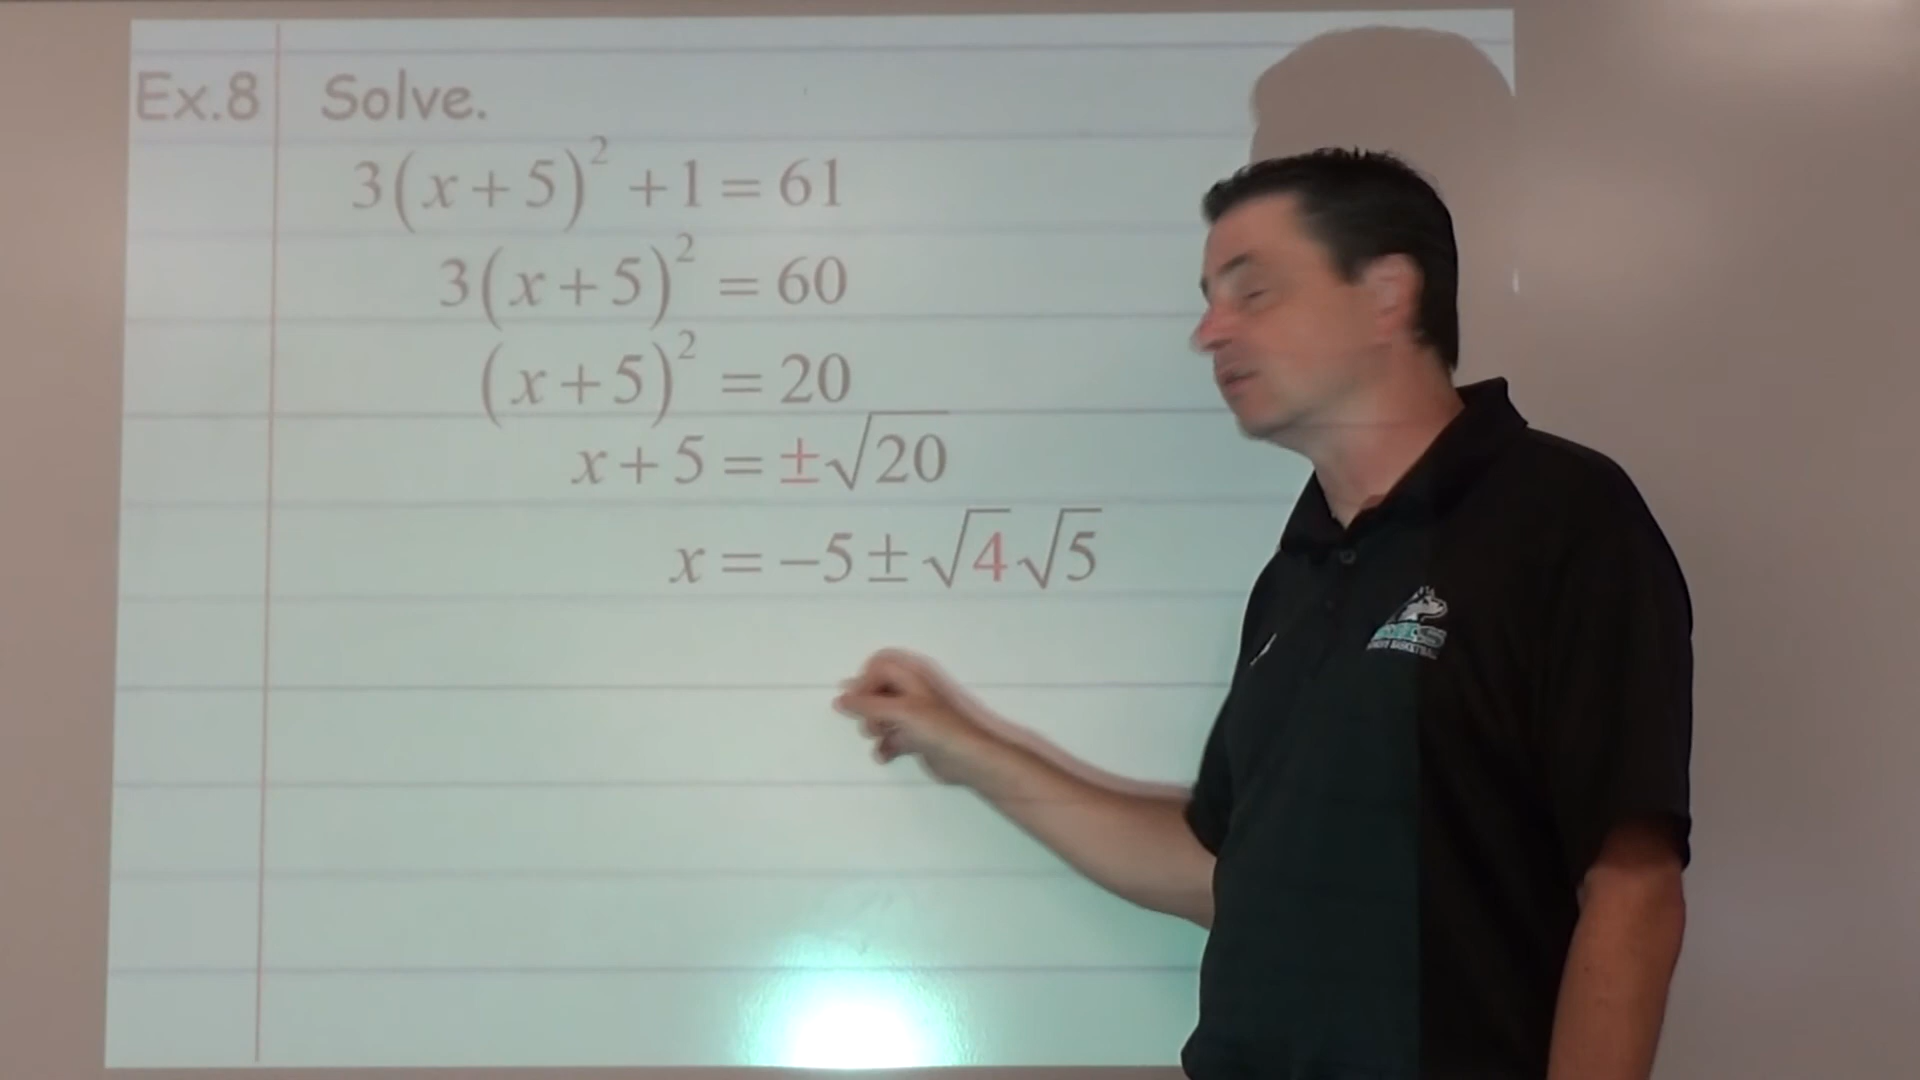 Ex.8 Solve.
3(x+5)² +1 = 61
3(x+5)² = 60
(x+5)² = 20
x+5 = ±√20
x = −5 ± √4 √5